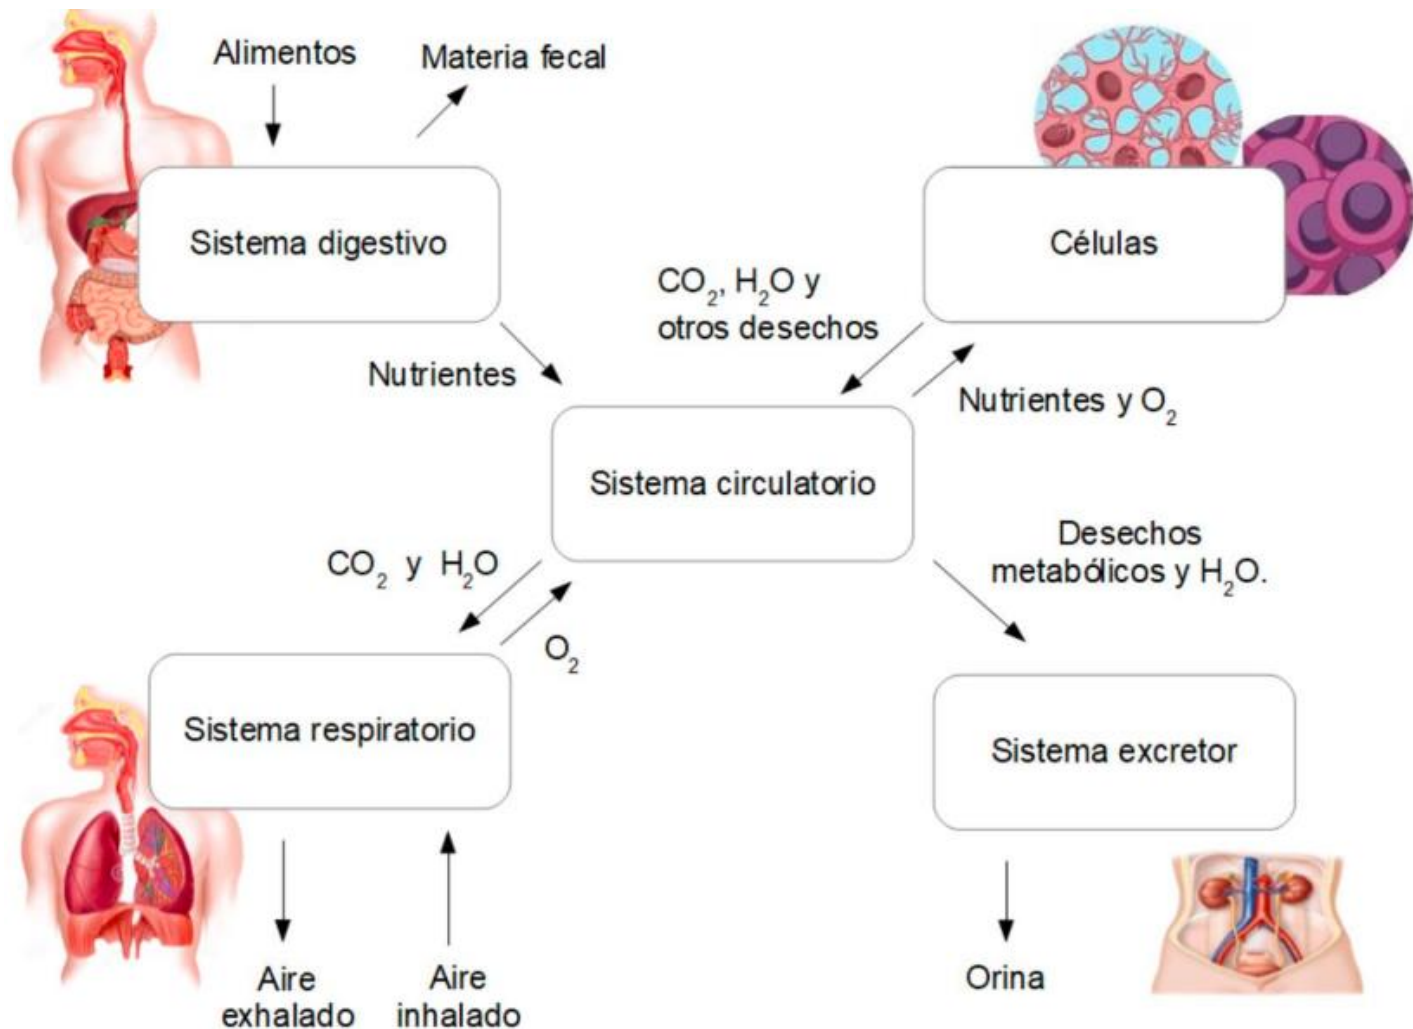 Alimentos
Materia fecal
Sistema digestivo
Células
CO₂, H₂O y
otros desechos
Nutrientes
Nutrientes y O₂
Sistema circulatorio
CO₂ y H₂O
O₂
Desechos
metabólicos y H₂O.
Sistema respiratorio
Sistema excretor
Aire
exhalado
Aire
inhalado
Orina